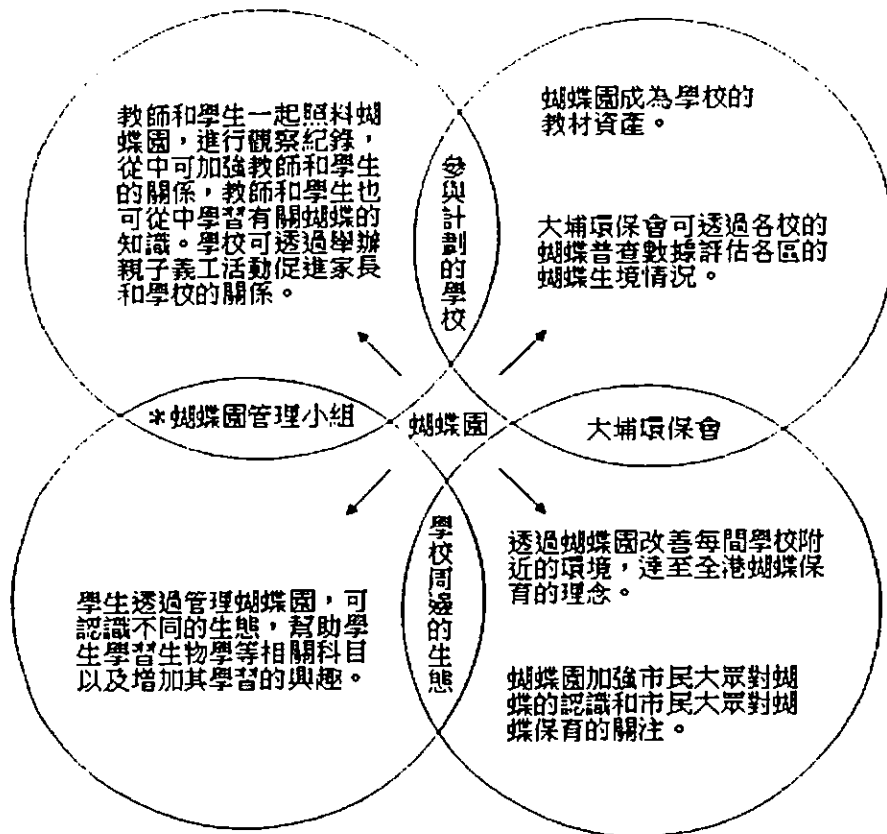 教師和學生一起照料蝴
蝶園，進行觀察紀錄，
從中可加強教師和學生
的關係，教師和學生也
可從中學習有關蝴蝶的
知識。學校可透過舉辦
親子義工活動促進家長
和學校的關係。
參與計劃的學校
蝴蝶園成為學校的
教材資產。
大埔環保會可透過各校的
蝴蝶普查數據評估各區的
蝴蝶生境情況。
*蝴蝶園管理小組
蝴蝶園
大埔環保會
學生透過管理蝴蝶園，可
認識不同的生態，幫助學
生學習生物學等相關科目
以及增加其學習的興趣。
學校周邊的生態
透過蝴蝶園改善每間學校附
近的環境，達至全港蝴蝶保
育的理念。
蝴蝶園加強市民大眾對蝴
蝶的認識和市民大眾對蝴
蝶保育的關注。